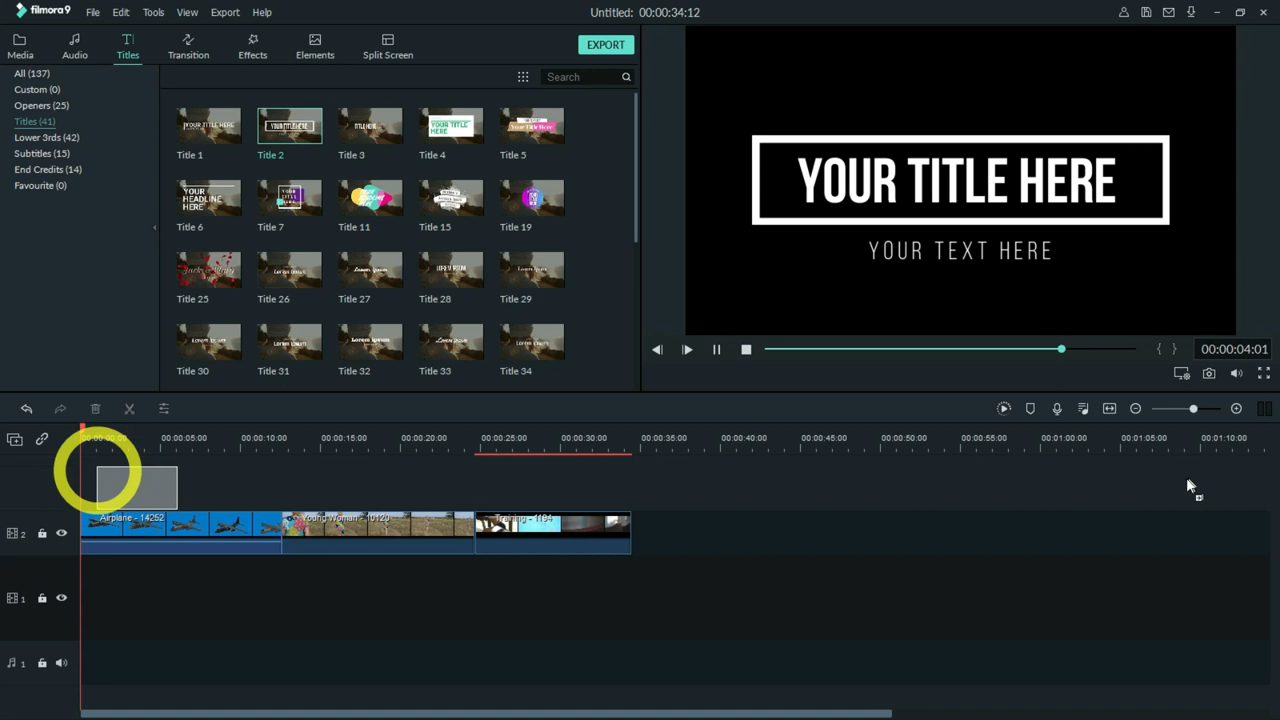 filmora9
File Edit Tools View Export Help
Untitled: 00:00:34:12
Media Audio Titles Transition Effects Elements Split Screen
EXPORT
All (137)
Custom (0)
Openers (25)
Titles (41)
Lower 3rds (42)
Subtitles (15)
End Credits (14)
Favourite (0)
Search
Title 1 Title 2 Title 3 Title 4 Title 5
Title 6 Title 7 Title 11 Title 15 Title 19
Title 25 Title 26 Title 27 Title 28 Title 29
Title 30 Title 31 Title 32 Title 33 Title 34
YOUR TITLE HERE
YOUR TEXT HERE
00:00:04:01
00:00:00:00 00:00:05:00 00:00:10:00 00:00:15:00 00:00:20:00 00:00:25:00 00:00:30:00 00:00:35:00 00:00:40:00 00:00:45:00 00:00:50:00 00:00:55:00 00:01:00:00 00:01:05:00 00:01:10:00
Airplane - 14252 Young Woman - 10120 Training - 1184
2
1
1